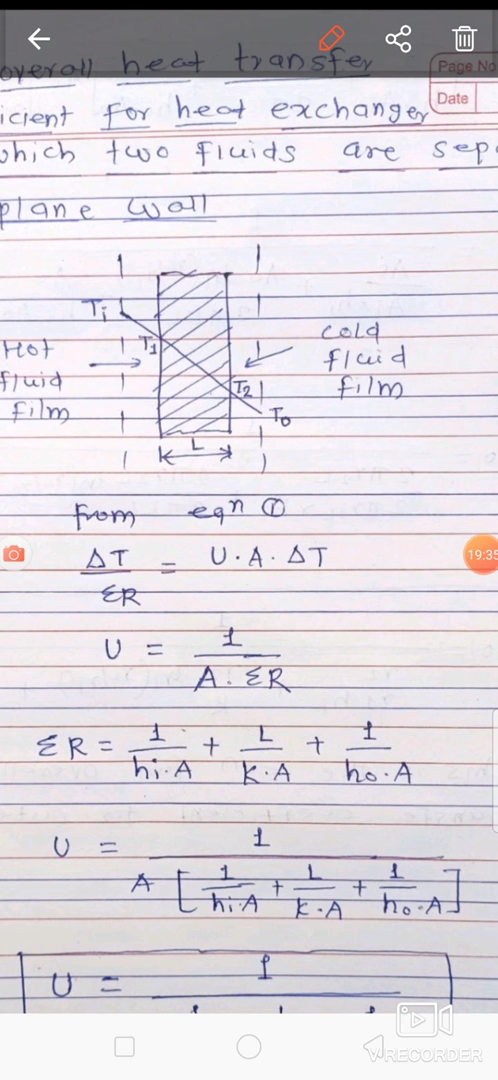 overall heat transfer
Page No
Date
icient for heat exchanger
which two fluids are sep
plane wall
Ti
T1
Hot
fluid
film
cold
fluid
film
T2
To
L
from eqn ①
ΔT/ΣR = U·A·ΔT
U = 1/(A·ΣR)
ΣR = 1/(hi·A) + L/(k·A) + 1/(ho·A)
U = 1/(A[1/(hi·A) + L/(K·A) + 1/(ho·A)])
U = 1
19:35
V RECORDER